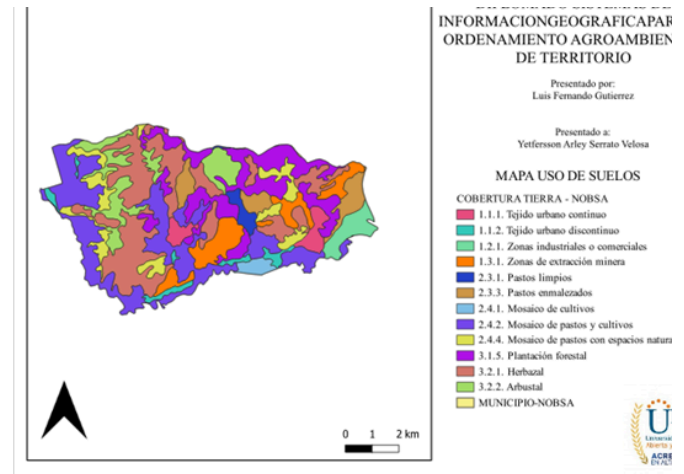 INFORMACIONGEOGRAFICAPAR
ORDENAMIENTO AGROAMBIEN
DE TERRITORIO
Presentado por:
Luis Fernando Gutierrez
Presentado a:
Yetfersson Arley Serrato Velosa
MAPA USO DE SUELOS
COBERTURA TIERRA - NOBSA
1.1.1. Tejido urbano continuo
1.1.2. Tejido urbano discontinuo
1.2.1. Zonas industriales o comerciales
1.3.1. Zonas de extracción minera
2.3.1. Pastos limpios
2.3.3. Pastos enmalezados
2.4.1. Mosaico de cultivos
2.4.2. Mosaico de pastos y cultivos
2.4.4. Mosaico de pastos con espacios natura
3.1.5. Plantación forestal
3.2.1. Herbazal
3.2.2. Arbustal
MUNICIPIO-NOBSA
0 1 2 km
U
ACRE